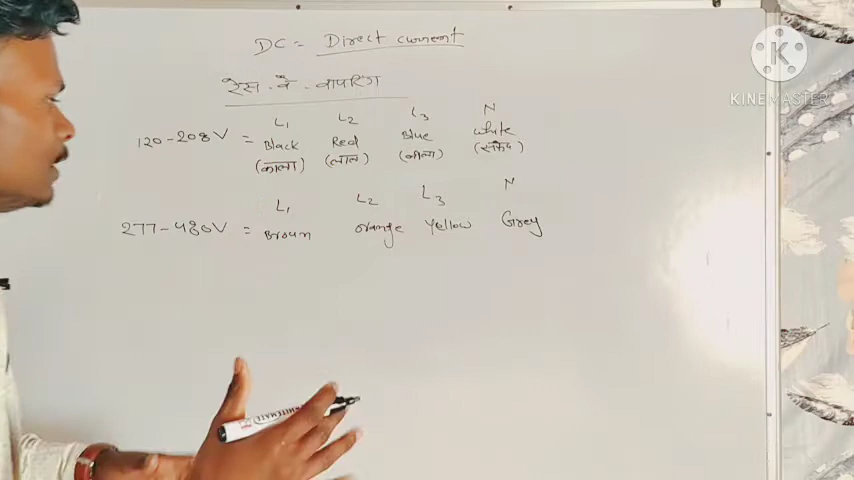 DC = Direct current
KINEMASTER
L1 L2 L3 N
120-208V = Black Red Blue white
(काला) (लाल) (नीला) (सफेद)
L1 L2 L3 N
277-480V = Brown orange Yellow Grey